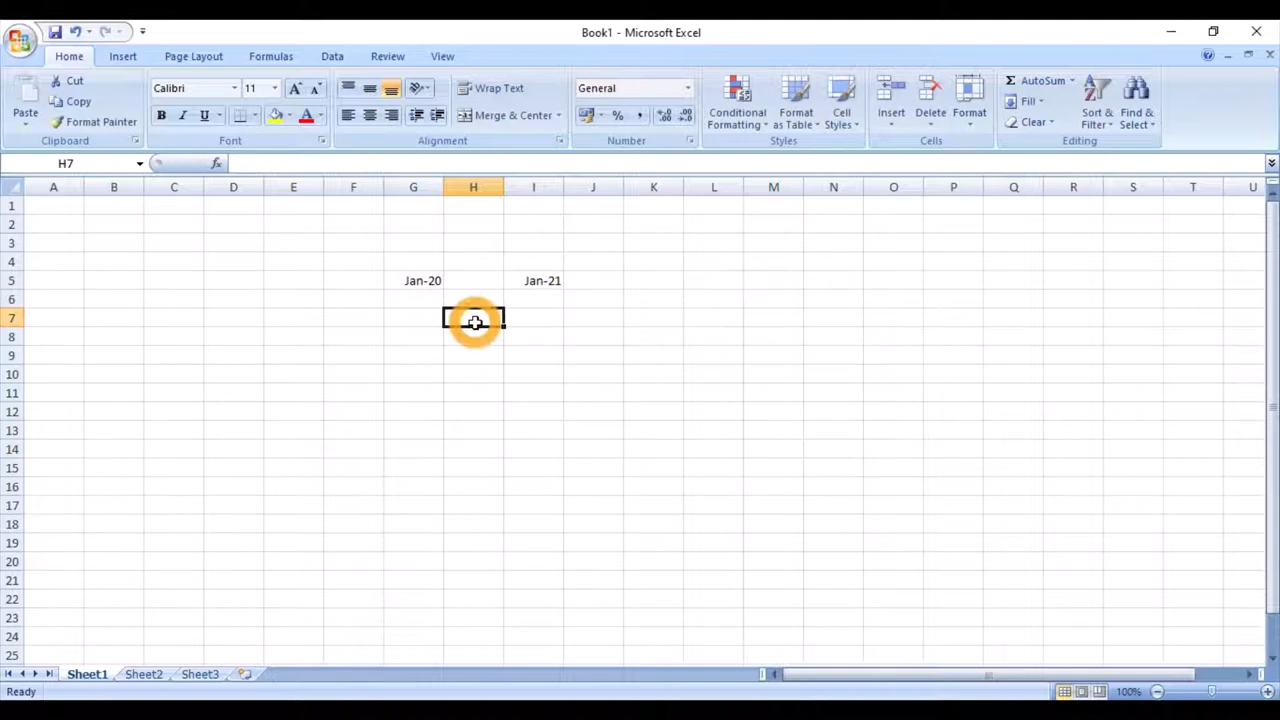 Book1 - Microsoft Excel
Home Insert Page Layout Formulas Data Review View
Paste
Cut
Copy
Format Painter
Clipboard
Calibri 11
B I U
Font
Wrap Text
Merge & Center
Alignment
General
% ,
Number
Conditional Formatting
Format as Table
Cell Styles
Styles
Insert Delete Format
Cells
Σ AutoSum
Fill
Clear
Sort & Filter
Find & Select
Editing
H7 fx
A B C D E F G H I J K L M N O P Q R S T U
1
2
3
4
5 Jan-20 Jan-21
6
7
8
9
10
11
12
13
14
15
16
17
18
19
20
21
22
23
24
25
Sheet1 Sheet2 Sheet3
Ready 100%